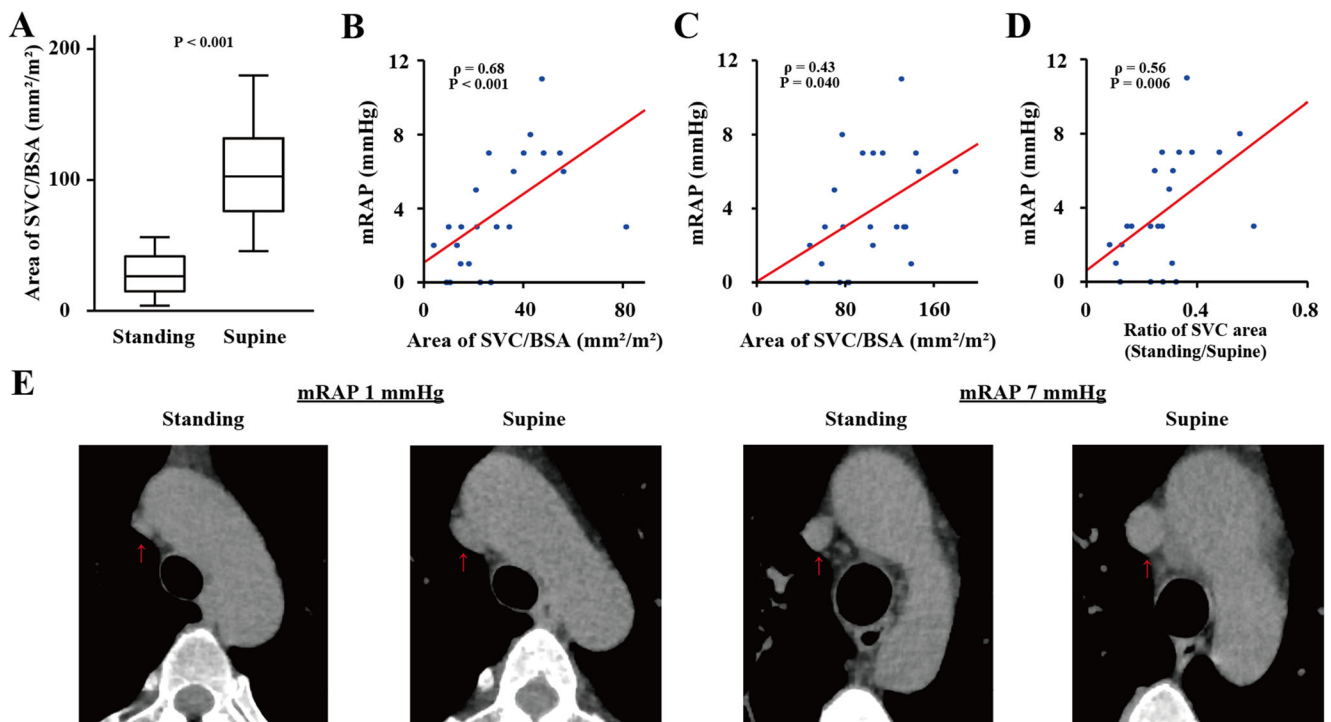 A
P < 0.001
Area of SVC/BSA (mm²/m²)
200
100
0
Standing
Supine
B
ρ = 0.68
P < 0.001
mRAP (mmHg)
12
8
4
0
0
40
80
Area of SVC/BSA (mm²/m²)
C
ρ = 0.43
P = 0.040
mRAP (mmHg)
12
8
4
0
0
80
160
Area of SVC/BSA (mm²/m²)
D
ρ = 0.56
P = 0.006
mRAP (mmHg)
12
8
4
0
0
0.4
0.8
Ratio of SVC area
(Standing/Supine)
E
mRAP 1 mmHg
Standing
Supine
mRAP 7 mmHg
Standing
Supine